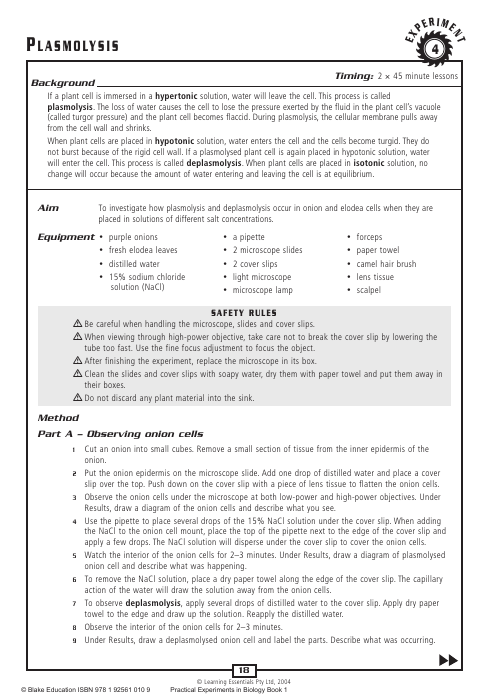 PLASMOLYSIS
EXPERIMENT
4
Timing: 2 × 45 minute lessons
Background
If a plant cell is immersed in a hypertonic solution, water will leave the cell. This process is called
plasmolysis. The loss of water causes the cell to lose the pressure exerted by the fluid in the plant cell's vacuole
(called turgor pressure) and the plant cell becomes flaccid. During plasmolysis, the cellular membrane pulls away
from the cell wall and shrinks.
When plant cells are placed in hypotonic solution, water enters the cell and the cells become turgid. They do
not burst because of the rigid cell wall. If a plasmolysed plant cell is again placed in hypotonic solution, water
will enter the cell. This process is called deplasmolysis. When plant cells are placed in isotonic solution, no
change will occur because the amount of water entering and leaving the cell is at equilibrium.
Aim
To investigate how plasmolysis and deplasmolysis occur in onion and elodea cells when they are
placed in solutions of different salt concentrations.
Equipment
• purple onions
• fresh elodea leaves
• distilled water
• 15% sodium chloride
solution (NaCl)
• a pipette
• 2 microscope slides
• 2 cover slips
• light microscope
• microscope lamp
• forceps
• paper towel
• camel hair brush
• lens tissue
• scalpel
SAFETY RULES
Be careful when handling the microscope, slides and cover slips.
When viewing through high-power objective, take care not to break the cover slip by lowering the
tube too fast. Use the fine focus adjustment to focus the object.
After finishing the experiment, replace the microscope in its box.
Clean the slides and cover slips with soapy water, dry them with paper towel and put them away in
their boxes.
Do not discard any plant material into the sink.
Method
Part A – Observing onion cells
1 Cut an onion into small cubes. Remove a small section of tissue from the inner epidermis of the
onion.
2 Put the onion epidermis on the microscope slide. Add one drop of distilled water and place a cover
slip over the top. Push down on the cover slip with a piece of lens tissue to flatten the onion cells.
3 Observe the onion cells under the microscope at both low-power and high-power objectives. Under
Results, draw a diagram of the onion cells and describe what you see.
4 Use the pipette to place several drops of the 15% NaCl solution under the cover slip. When adding
the NaCl to the onion cell mount, place the top of the pipette next to the edge of the cover slip and
apply a few drops. The NaCl solution will disperse under the cover slip to cover the onion cells.
5 Watch the interior of the onion cells for 2–3 minutes. Under Results, draw a diagram of plasmolysed
onion cell and describe what was happening.
6 To remove the NaCl solution, place a dry paper towel along the edge of the cover slip. The capillary
action of the water will draw the solution away from the onion cells.
7 To observe deplasmolysis, apply several drops of distilled water to the cover slip. Apply dry paper
towel to the edge and draw up the solution. Reapply the distilled water.
8 Observe the interior of the onion cells for 2–3 minutes.
9 Under Results, draw a deplasmolysed onion cell and label the parts. Describe what was occurring.
18
© Learning Essentials Pty Ltd, 2004
© Blake Education ISBN 978 1 92561 010 9 Practical Experiments in Biology Book 1